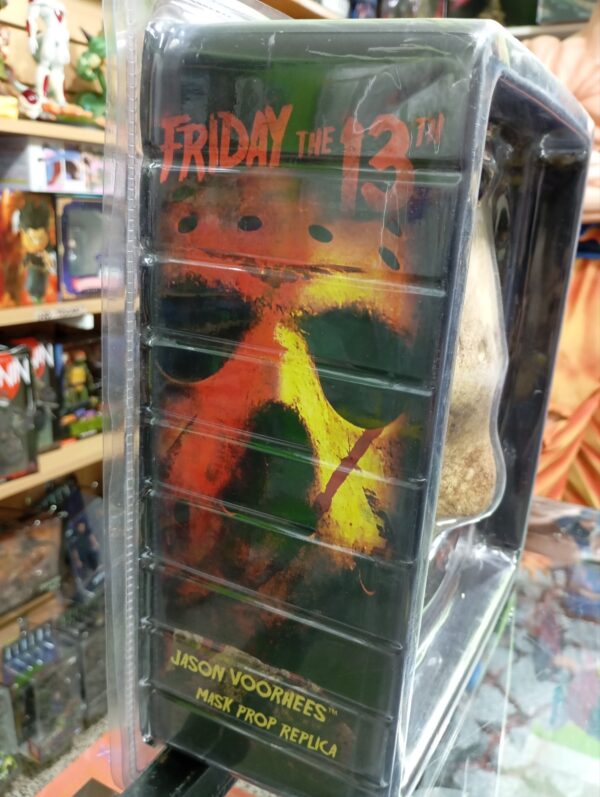 FRIDAY THE 13TH
JASON VOORHEES™
MASK PROP REPLICA